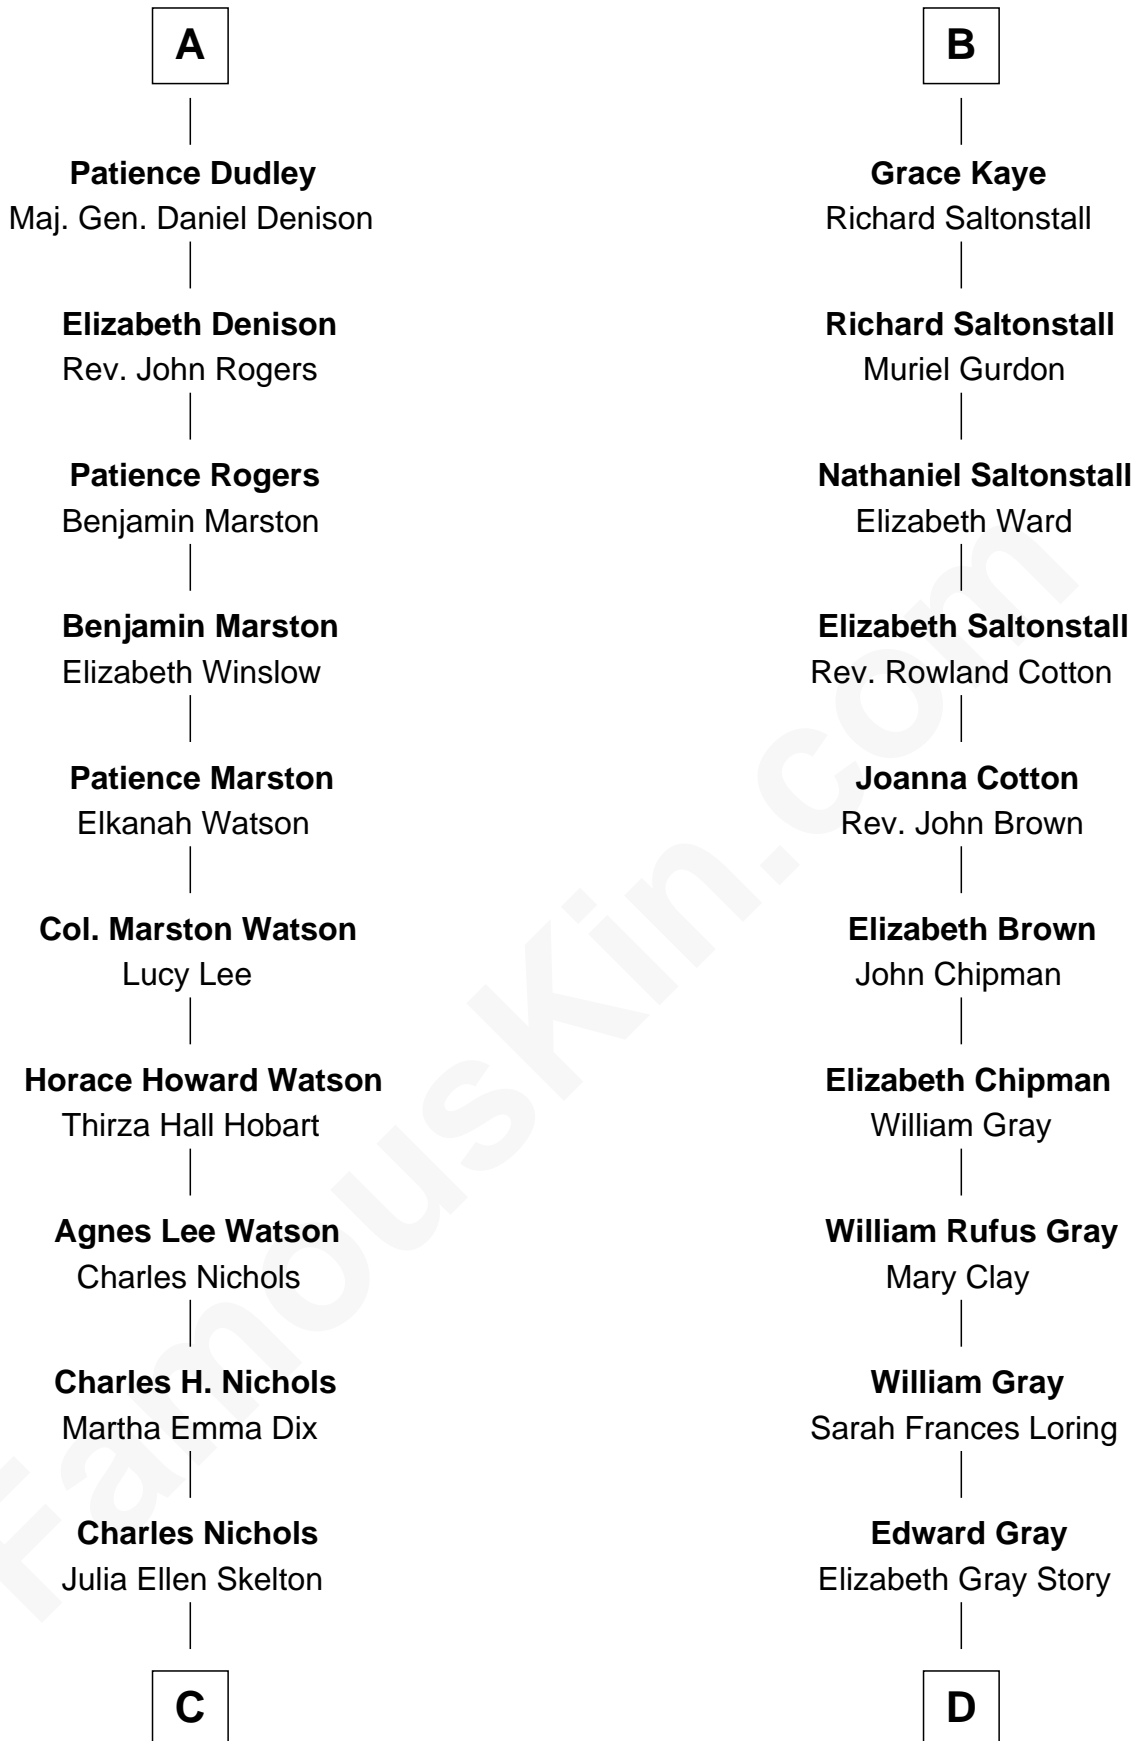 A
Patience Dudley
Maj. Gen. Daniel Denison
Elizabeth Denison
Rev. John Rogers
Patience Rogers
Benjamin Marston
Benjamin Marston
Elizabeth Winslow
Patience Marston
Elkanah Watson
Col. Marston Watson
Lucy Lee
Horace Howard Watson
Thirza Hall Hobart
Agnes Lee Watson
Charles Nichols
Charles H. Nichols
Martha Emma Dix
Charles Nichols
Julia Ellen Skelton
C
B
Grace Kaye
Richard Saltonstall
Richard Saltonstall
Muriel Gurdon
Nathaniel Saltonstall
Elizabeth Ward
Elizabeth Saltonstall
Rev. Rowland Cotton
Joanna Cotton
Rev. John Brown
Elizabeth Brown
John Chipman
Elizabeth Chipman
William Gray
William Rufus Gray
Mary Clay
William Gray
Sarah Frances Loring
Edward Gray
Elizabeth Gray Story
D
FamousKin.com